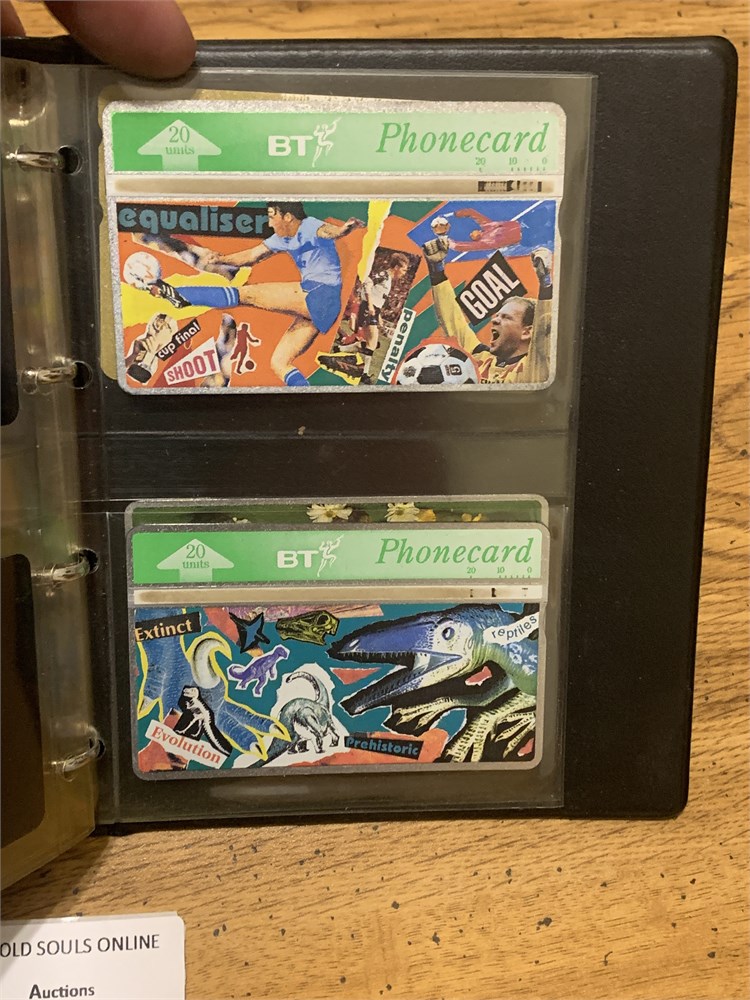 20
units
BT
Phonecard
20 10 0
equaliser
GOAL
cup final
SHOOT
penalty
5
20
units
BT
Phonecard
20 10 0
Extinct
reptiles
Evolution
Prehistoric
OLD SOULS ONLINE
Auctions